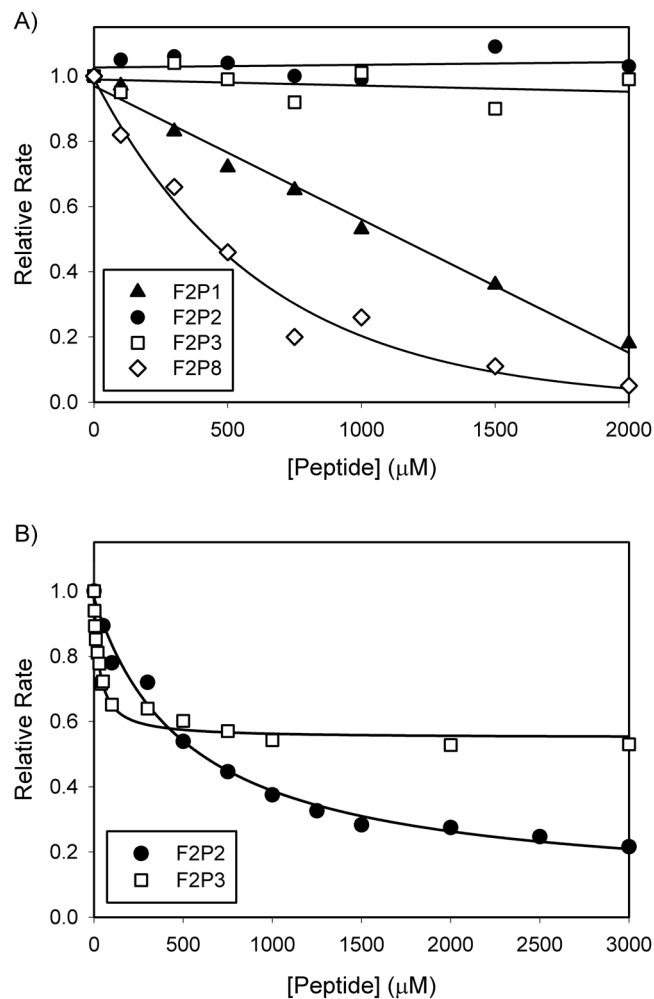 A)
Relative Rate
1.0
0.8
0.6
0.4
0.2
0.0
F2P1
F2P2
F2P3
F2P8
0 500 1000 1500 2000
[Peptide] (μM)
B)
Relative Rate
1.0
0.8
0.6
0.4
0.2
0.0
F2P2
F2P3
0 500 1000 1500 2000 2500 3000
[Peptide] (μM)